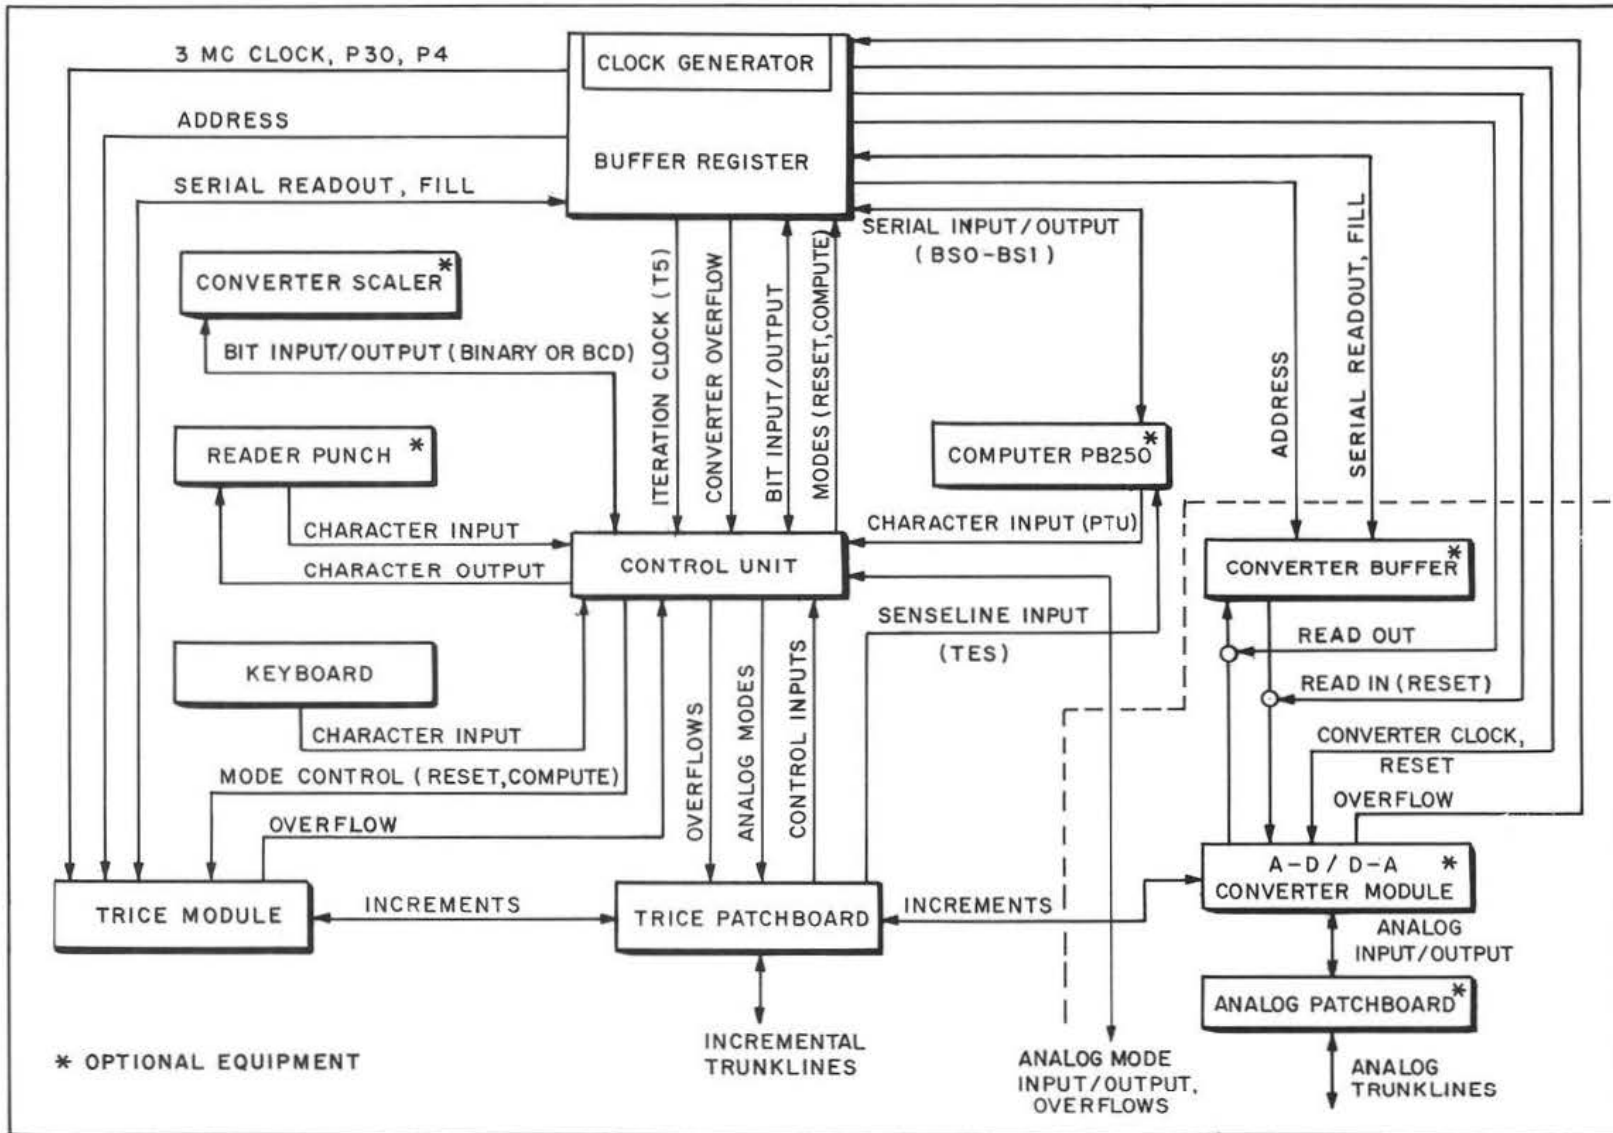 3 MC CLOCK, P30, P4
CLOCK GENERATOR
ADDRESS
BUFFER REGISTER
SERIAL READOUT, FILL
SERIAL INPUT/OUTPUT
(BSO-BS1)
CONVERTER SCALER *
BIT INPUT/OUTPUT (BINARY OR BCD)
ITERATION CLOCK (T5)
CONVERTER OVERFLOW
BIT INPUT/OUTPUT
MODES (RESET, COMPUTE)
ADDRESS
SERIAL READOUT, FILL
READER PUNCH *
COMPUTER PB250 *
CHARACTER INPUT
CHARACTER INPUT (PTU)
CHARACTER OUTPUT
CONTROL UNIT
CONVERTER BUFFER *
SENSELINE INPUT
(TES)
READ OUT
KEYBOARD
READ IN (RESET)
CHARACTER INPUT
CONVERTER CLOCK,
RESET
MODE CONTROL (RESET, COMPUTE)
OVERFLOWS
ANALOG MODES
CONTROL INPUTS
OVERFLOW
OVERFLOW
A-D / D-A *
CONVERTER MODULE
TRICE MODULE
INCREMENTS
TRICE PATCHBOARD
INCREMENTS
ANALOG
INPUT/OUTPUT
ANALOG PATCHBOARD *
INCREMENTAL
TRUNKLINES
* OPTIONAL EQUIPMENT
ANALOG MODE
INPUT/OUTPUT,
OVERFLOWS
ANALOG
TRUNKLINES